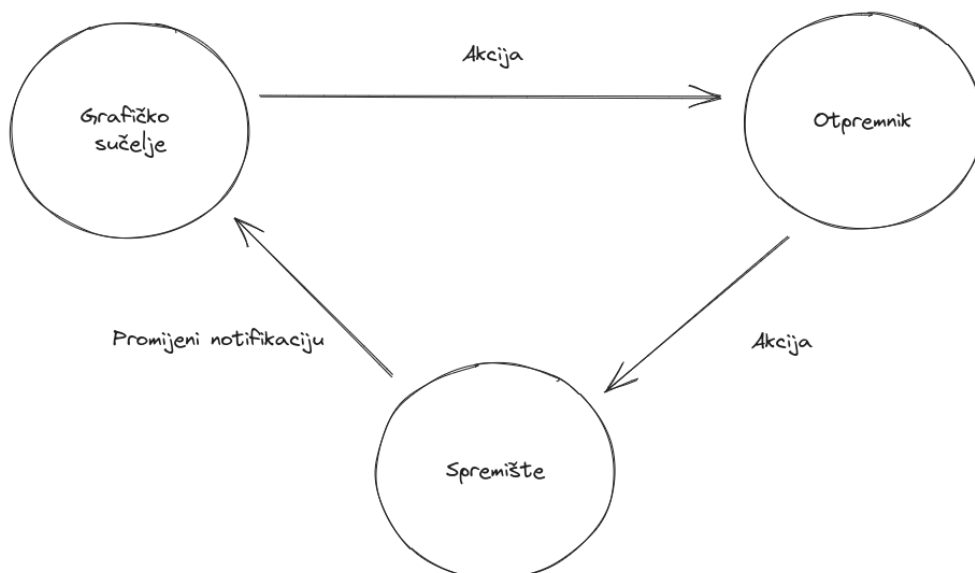 Akcija
Grafičko
sučelje
Otpremnik
Promijeni notifikaciju
Akcija
Spremište